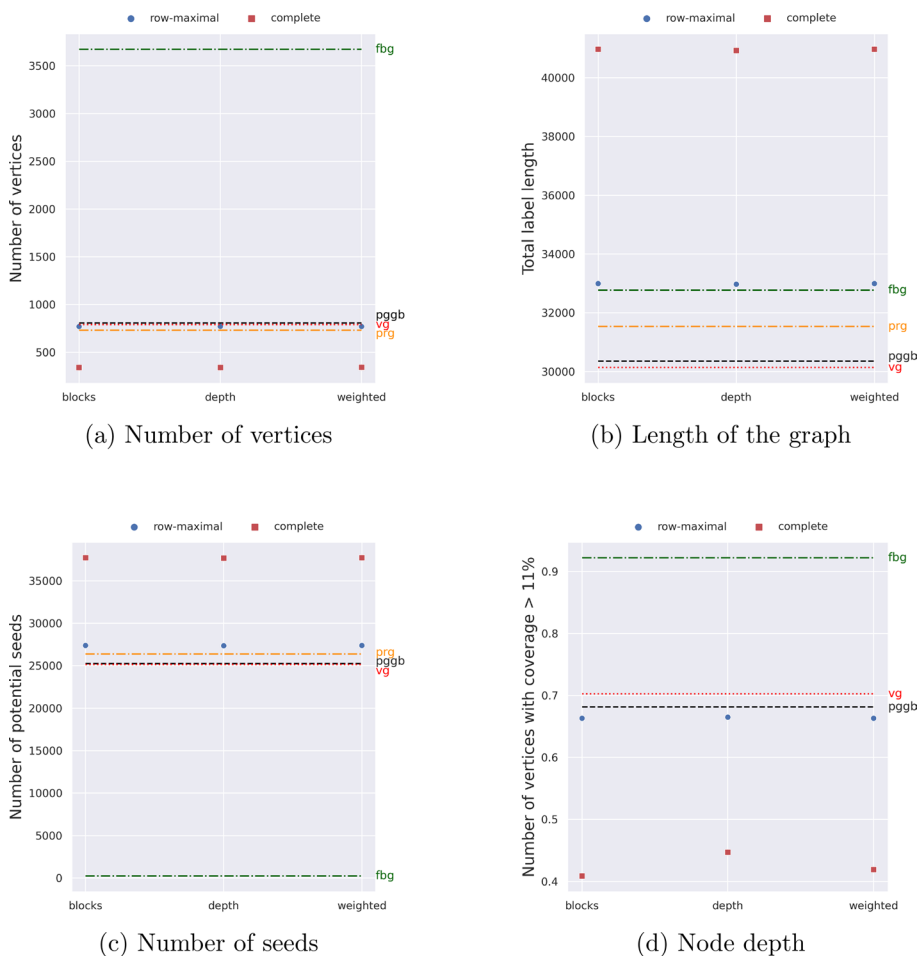 row-maximal complete
Number of vertices
3500
3000
2500
2000
1500
1000
500
fbg
pggb
vg
prg
blocks depth weighted
(a) Number of vertices
row-maximal complete
Total label length
40000
38000
36000
34000
32000
30000
fbg
prg
pggb
vg
blocks depth weighted
(b) Length of the graph
row-maximal complete
Number of potential seeds
35000
30000
25000
20000
15000
10000
5000
0
prg
pggb
vg
fbg
blocks depth weighted
(c) Number of seeds
row-maximal complete
Number of vertices with coverage > 11%
0.9
0.8
0.7
0.6
0.5
0.4
fbg
vg
pggb
blocks depth weighted
(d) Node depth